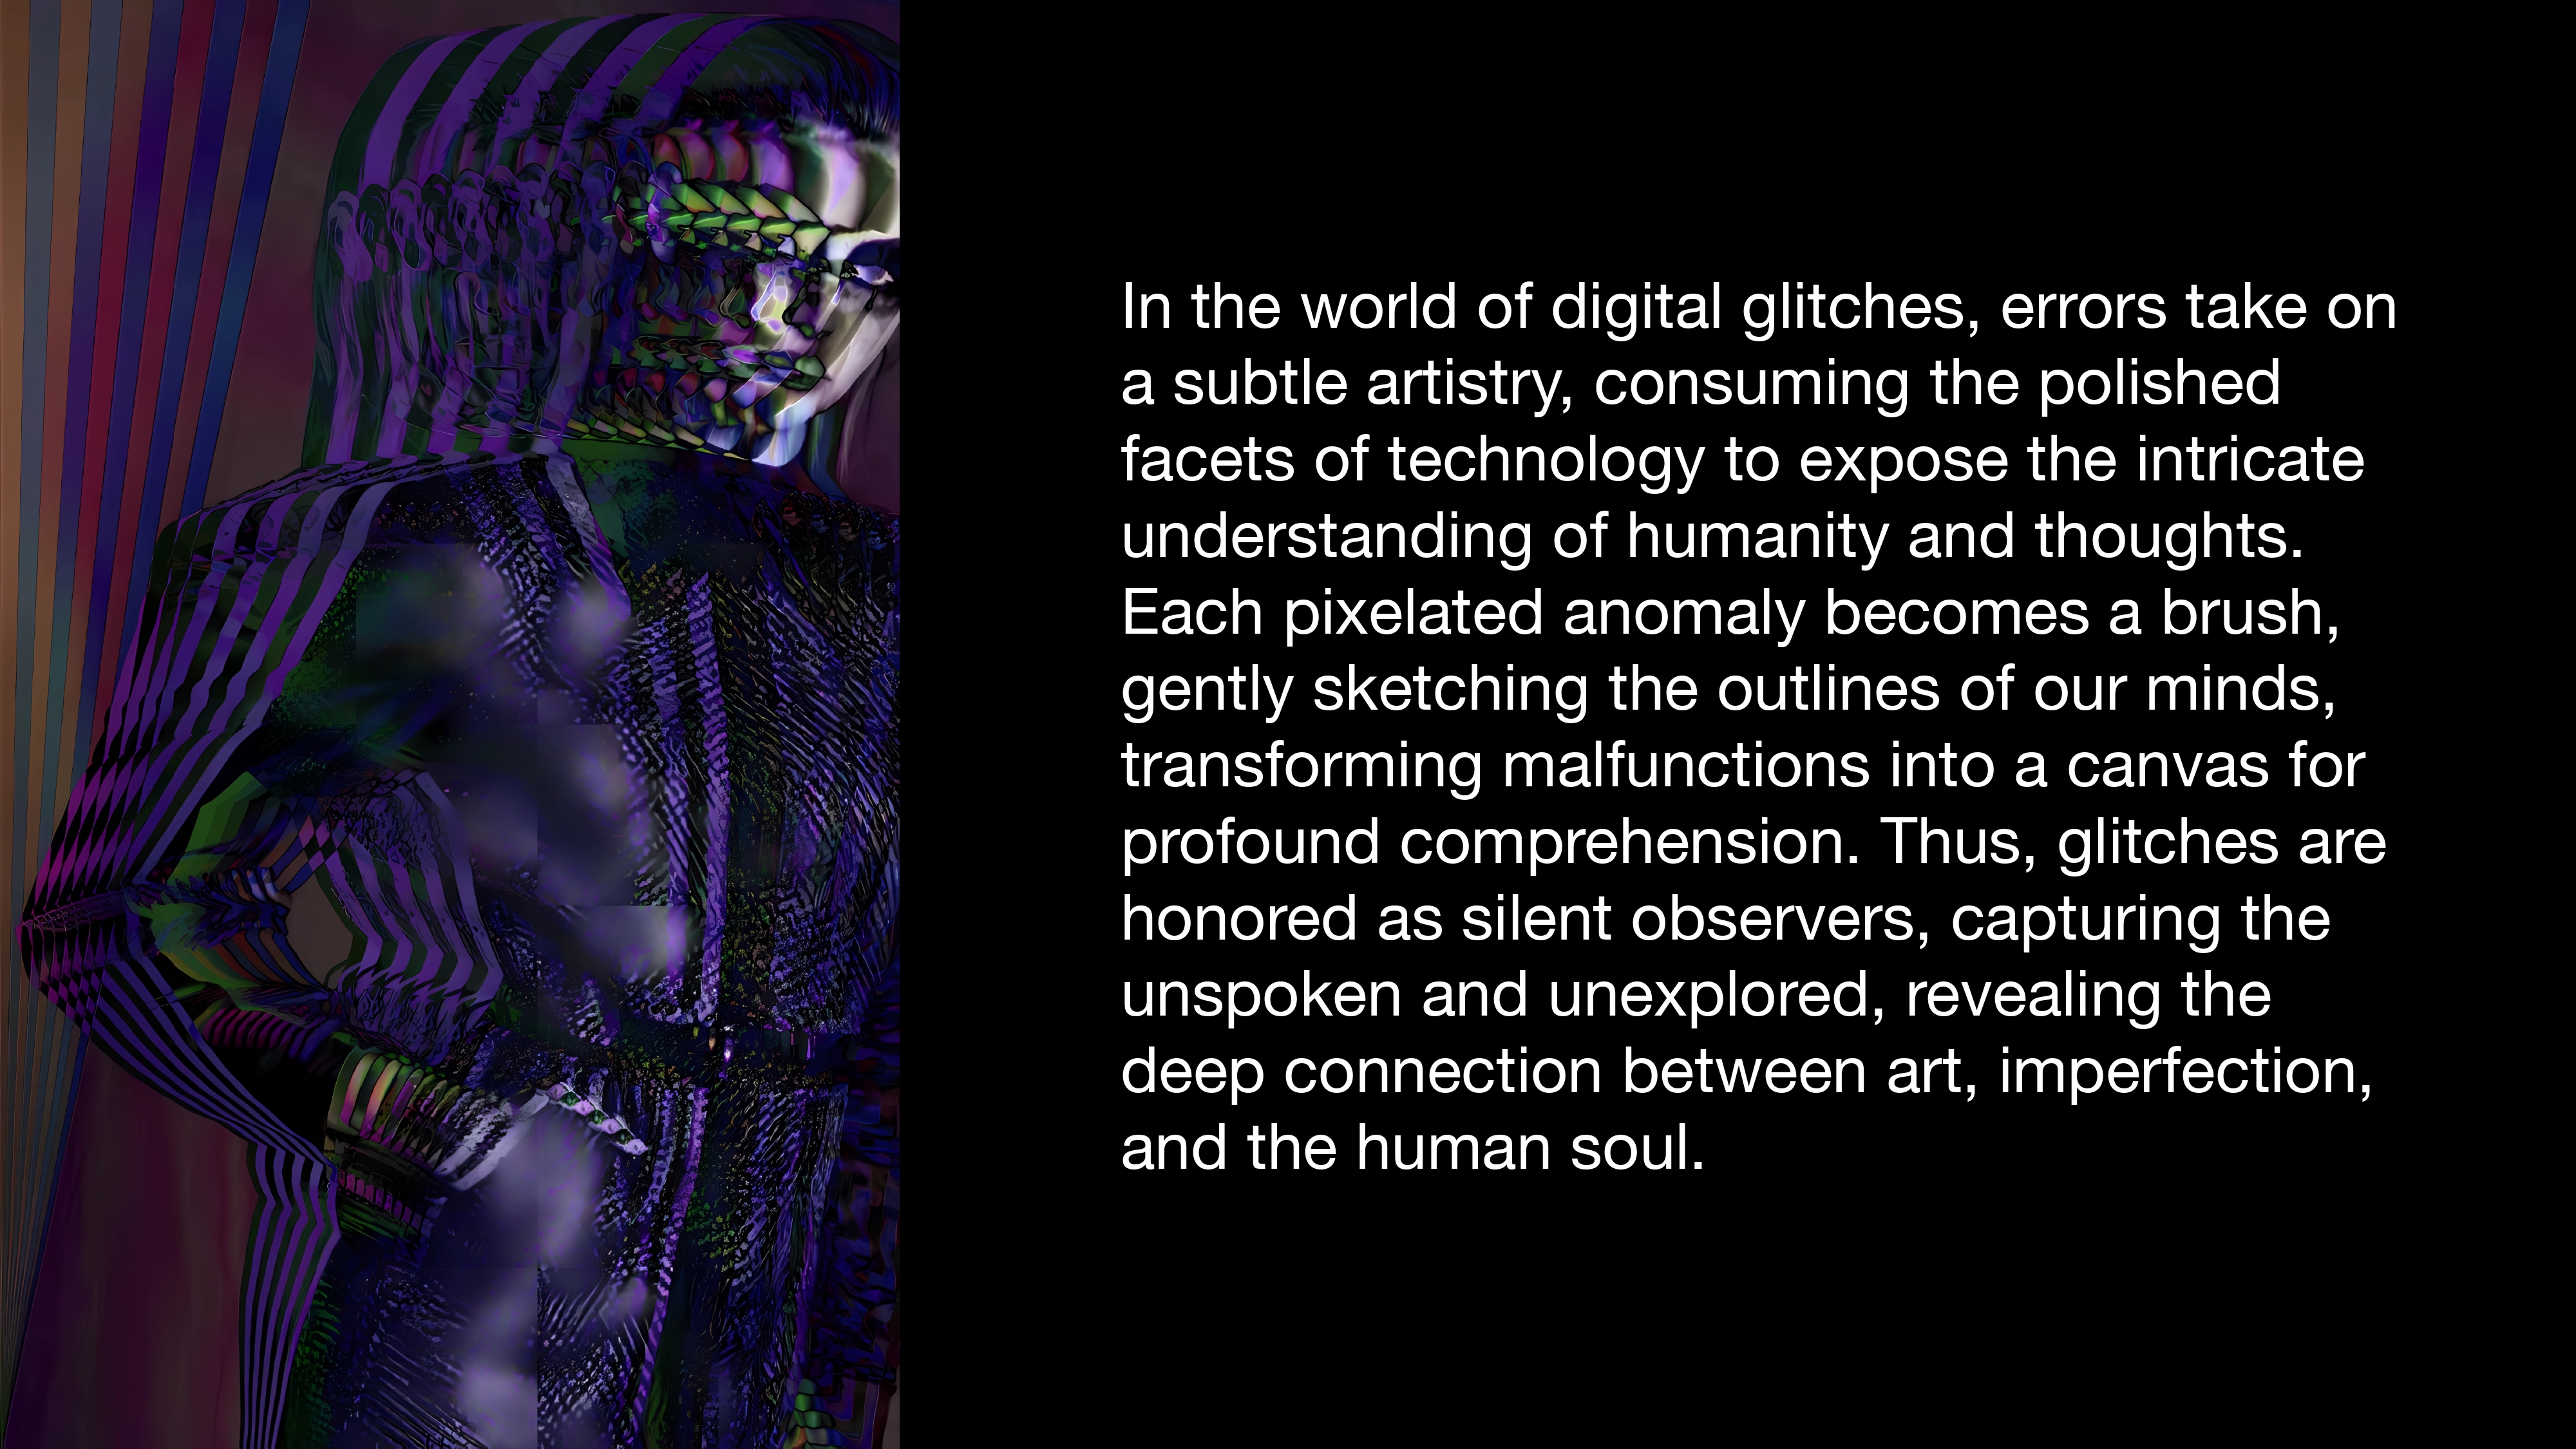 In the world of digital glitches, errors take on
a subtle artistry, consuming the polished
facets of technology to expose the intricate
understanding of humanity and thoughts.
Each pixelated anomaly becomes a brush,
gently sketching the outlines of our minds,
transforming malfunctions into a canvas for
profound comprehension. Thus, glitches are
honored as silent observers, capturing the
unspoken and unexplored, revealing the
deep connection between art, imperfection,
and the human soul.